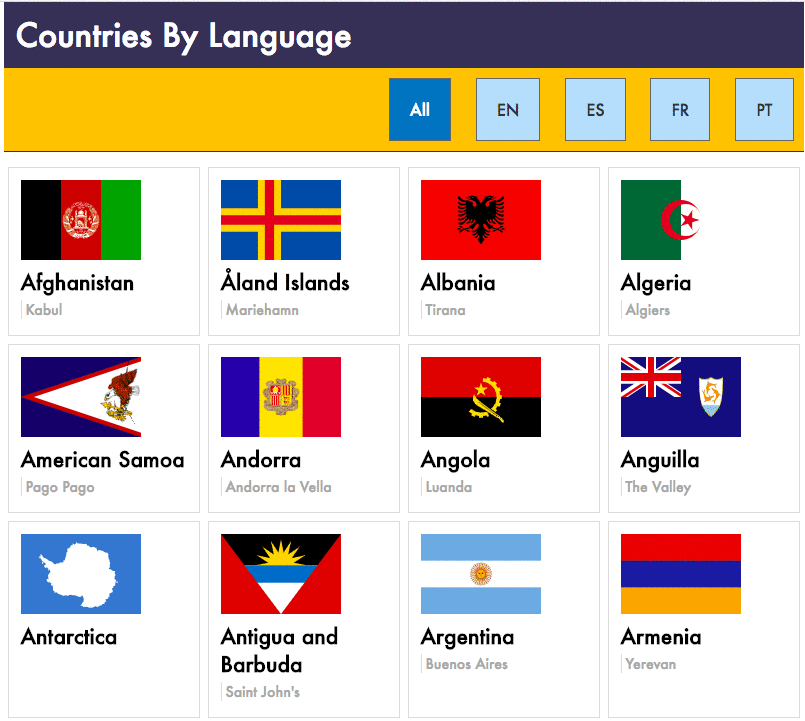 Countries By Language
All EN ES FR PT
Afghanistan
Kabul
Åland Islands
Mariehamn
Albania
Tirana
Algeria
Algiers
American Samoa
Pago Pago
Andorra
Andorra la Vella
Angola
Luanda
Anguilla
The Valley
Antarctica
Antigua and
Barbuda
Saint John's
Argentina
Buenos Aires
Armenia
Yerevan